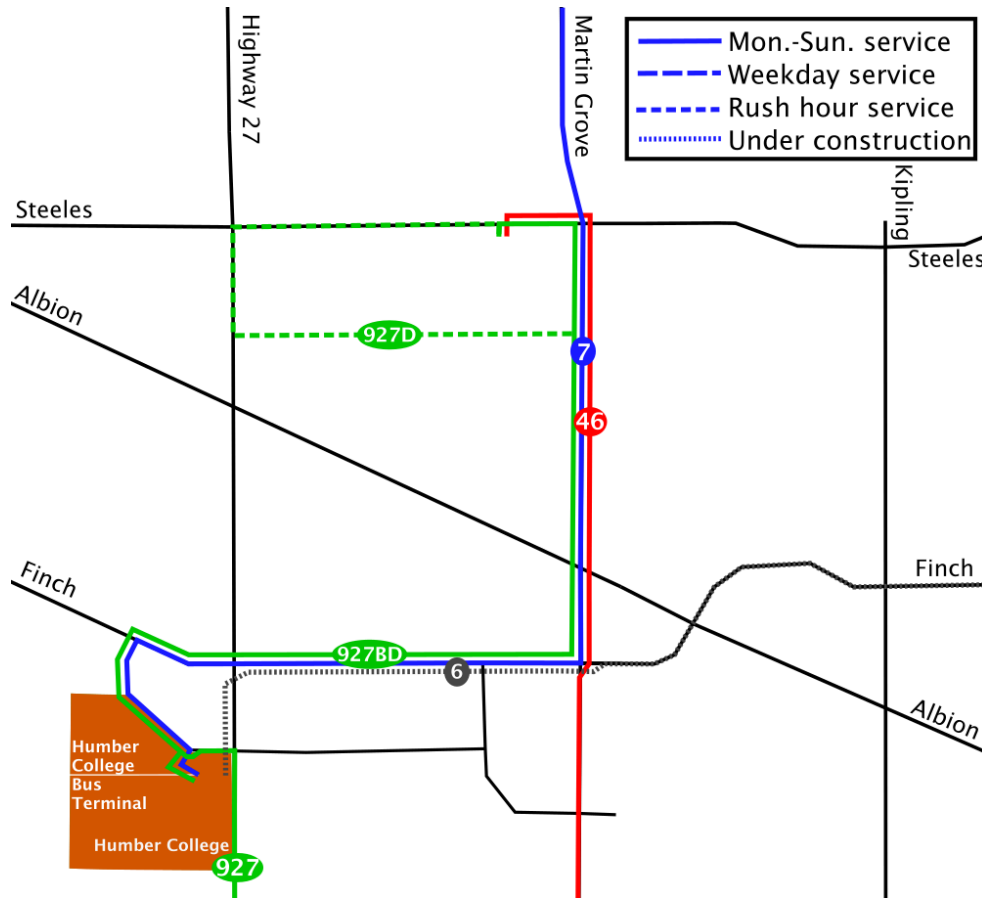 Highway 27
Martin Grove
Mon.-Sun. service
Weekday service
Rush hour service
Under construction
Kipling
Steeles
Steeles
Albion
927D
7
46
Finch
Finch
927BD
6
Albion
Humber
College
Bus
Terminal
Humber College
927